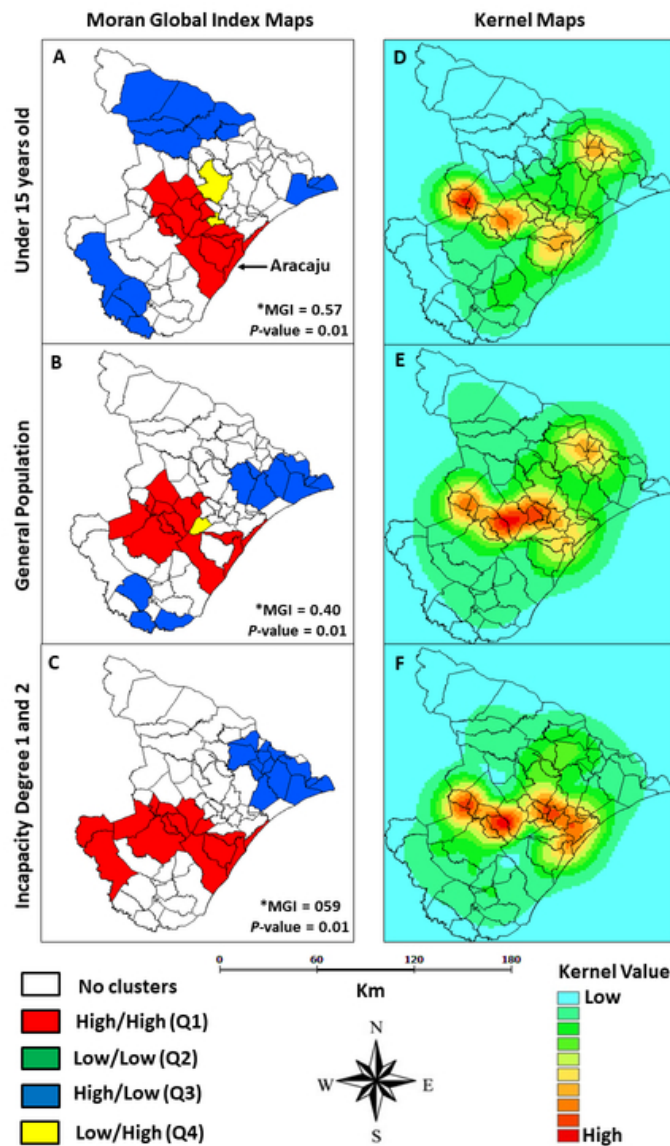 Moran Global Index Maps
Kernel Maps
Under 15 years old
A
Aracaju
*MGI = 0.57
P-value = 0.01
D
General Population
B
*MGI = 0.40
P-value = 0.01
E
Incapacity Degree 1 and 2
C
*MGI = 059
P-value = 0.01
F
0 60 120 180
Km
No clusters
High/High (Q1)
Low/Low (Q2)
High/Low (Q3)
Low/High (Q4)
N
W E
S
Kernel Value
Low
High